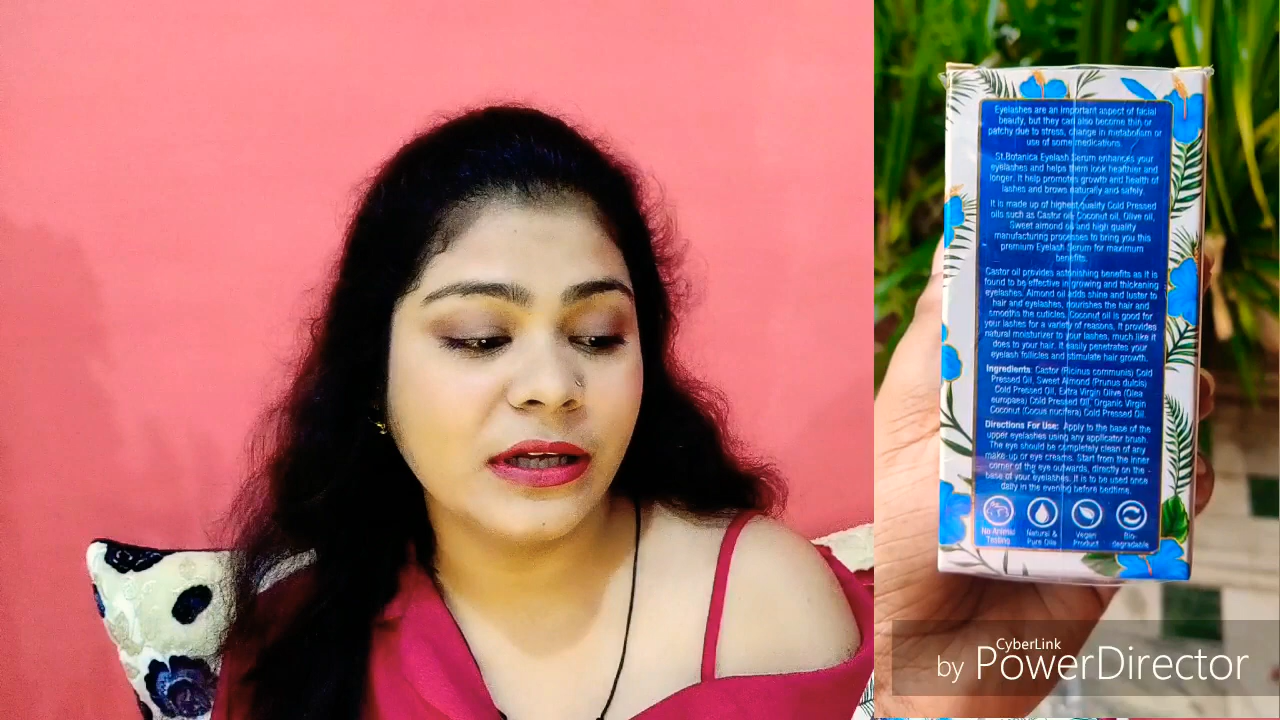 Eyelashes are an important aspect of facial
beauty, but they can also become thin or
patchy due to stress, change in metabolism or
use of some medications.
St.Botanica Eyelash Serum enhances your
eyelashes and helps them look healthier and
longer. It help promotes growth and health of
lashes and brows naturally and safely.
It is made up of highest quality Cold Pressed
oils such as Castor oil, Coconut oil, Olive oil,
Sweet almond oil and high quality
manufacturing processes to bring you this
premium Eyelash Serum for maximum
benefits.
Castor oil provides astonishing benefits as it is
found to be effective in growing and thickening
eyelashes. Almond oil adds shine and luster to
hair and eyelashes, nourishes the hair and
smooths the cuticles. Coconut oil is good for
your lashes for a variety of reasons. It provides
natural moisturizer to your lashes, much like it
does to your hair. It easily penetrates your
eyelash follicles and stimulate hair growth.
Ingredients: Castor (Ricinus communis) Cold
Pressed Oil, Sweet Almond (Prunus dulcis)
Cold Pressed Oil, Extra Virgin Olive (Olea
europaea) Cold Pressed Oil, Organic Virgin
Coconut (Cocus nucifera) Cold Pressed Oil.
Directions For Use: Apply to the base of the
upper eyelashes using any applicator brush.
The eye should be completely clean of any
make-up or eye creams. Start from the inner
corner of the eye outwards, directly on the
base of your eyelashes. It is to be used once
daily in the evening before bedtime.
No Animal Testing
Natural & Pure Oils
Vegan Product
Bio-degradable
by CyberLink PowerDirector